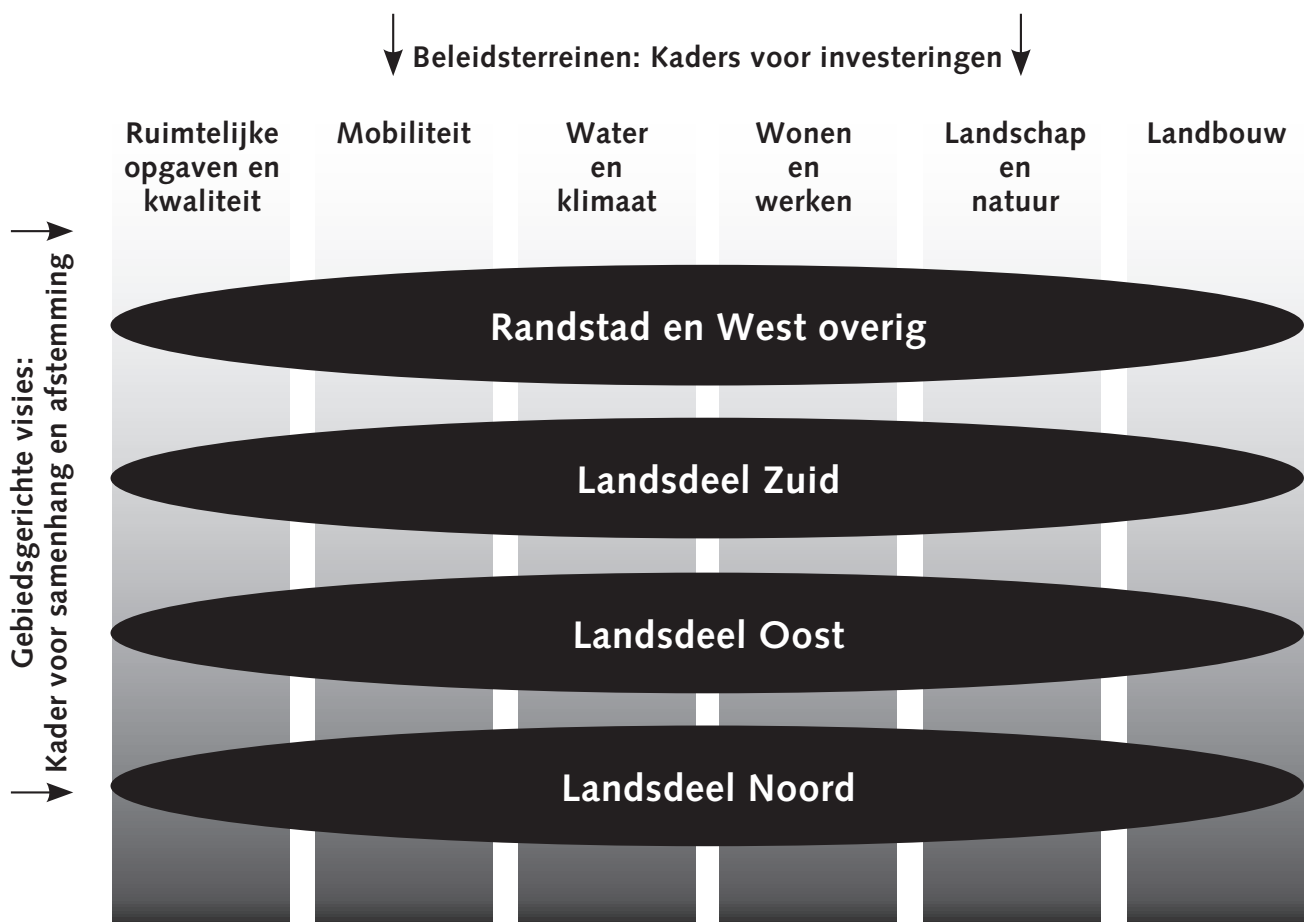 Beleidsterreinen: Kaders voor investeringen
Ruimtelijke
opgaven en
kwaliteit
Mobiliteit
Water
en
klimaat
Wonen
en
werken
Landschap
en
natuur
Landbouw
Gebiedsgerichte visies:
Kader voor samenhang en afstemming
Randstad en West overig
Landsdeel Zuid
Landsdeel Oost
Landsdeel Noord